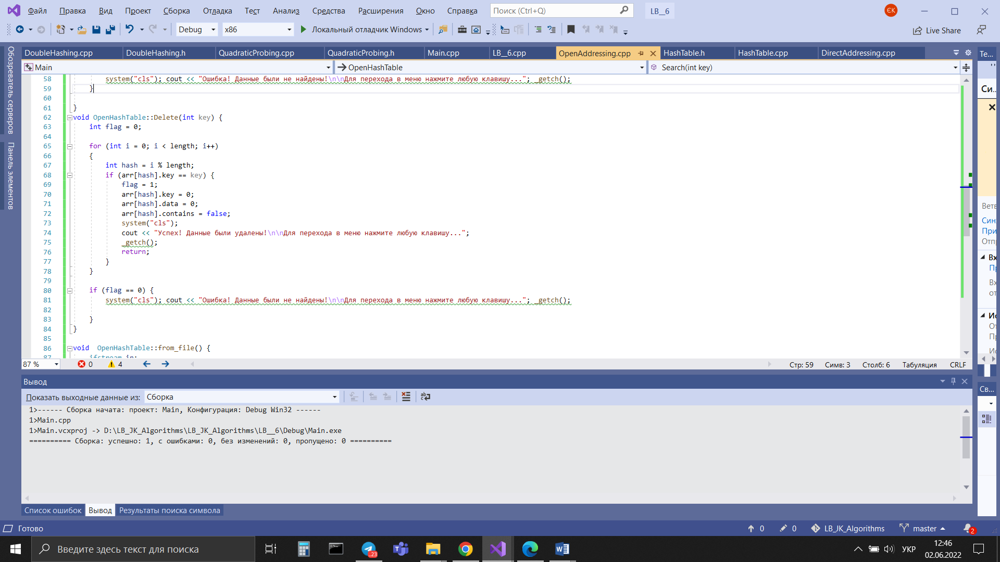 Файл Правка Вид Проект Сборка Отладка Тест Анализ Средства Расширения Окно Справка Поиск (Ctrl+Q) LB__6 ЄК
Debug x86 Локальный отладчик Windows Live Share
DoubleHashing.cpp DoubleHashing.h QuadraticProbing.cpp QuadraticProbing.h Main.cpp LB__6.cpp OpenAddressing.cpp HashTable.h HashTable.cpp DirectAddressing.cpp
Main OpenHashTable Search(int key)
Обозреватель серверов
Панель элементов
58 system("cls"); cout << "Ошибка! Данные были не найдены!\n\nДля перехода в меню нажмите любую клавишу..."; _getch();
59 }
60
61 }
62 void OpenHashTable::Delete(int key) {
63 int flag = 0;
64
65 for (int i = 0; i < length; i++)
66 {
67 int hash = i % length;
68 if (arr[hash].key == key) {
69 flag = 1;
70 arr[hash].key = 0;
71 arr[hash].data = 0;
72 arr[hash].contains = false;
73 system("cls");
74 cout << "Успех! Данные были удалены!\n\nДля перехода в меню нажмите любую клавишу...";
75 _getch();
76 return;
77 }
78 }
79
80 if (flag == 0) {
81 system("cls"); cout << "Ошибка! Данные были не найдены!\n\nДля перехода в меню нажмите любую клавишу..."; _getch();
82
83 }
84 }
85
86 void OpenHashTable::from_file() {
87 ifstream in;
87 % 0 4 Стр: 59 Симв: 3 Столб: 6 Табуляция CRLF
Те...
Си...
Ветв
Син
При
Отп
Вх
Пр
Вх
от
Ис
От
Пр
Ис
Св...
Вывод
Показать выходные данные из: Сборка
1>------ Сборка начата: проект: Main, Конфигурация: Debug Win32 ------
1>Main.cpp
1>Main.vcxproj -> D:\LB_JK_Algorithms\LB_JK_Algorithms\LB__6\Debug\Main.exe
========== Сборка: успешно: 1, с ошибками: 0, без изменений: 0, пропущено: 0 ==========
Список ошибок Вывод Результаты поиска символа
Готово 0 0 LB_JK_Algorithms master 2
Введите здесь текст для поиска ..23 УКР 12:46
02.06.2022